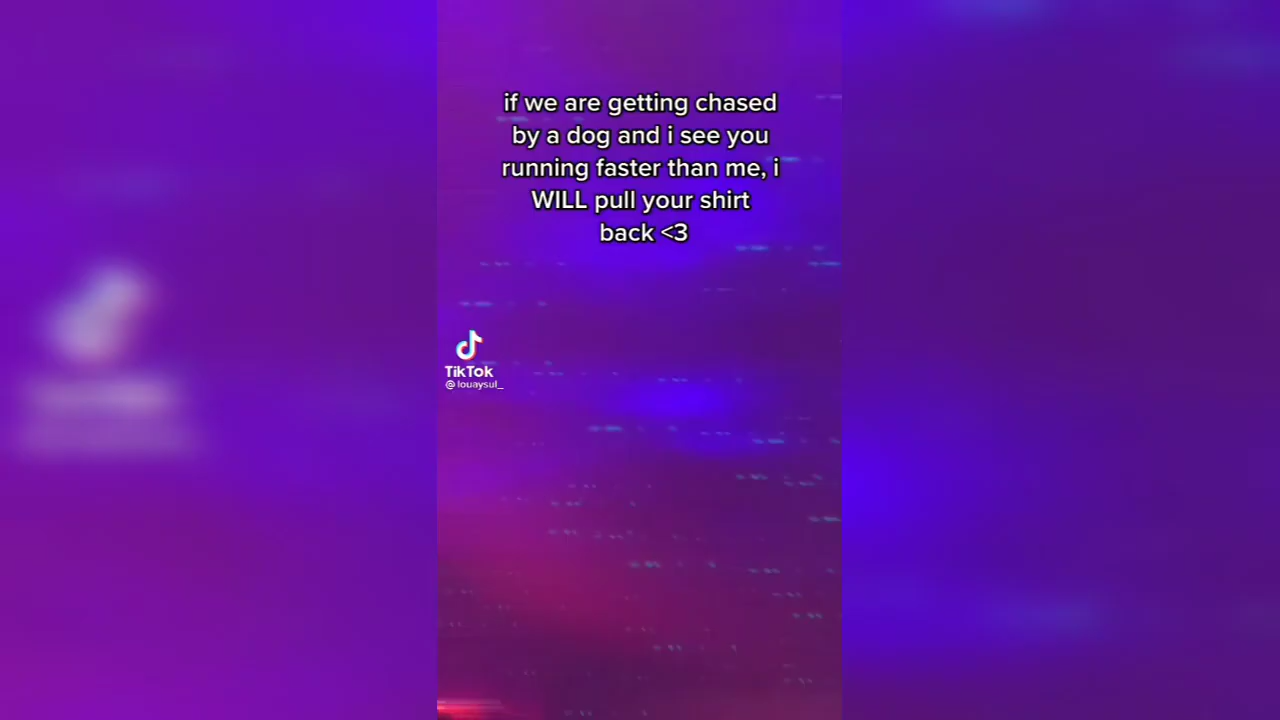 if we are getting chased
by a dog and i see you
running faster than me, i
WILL pull your shirt
back <3
TikTok
@louaysul_